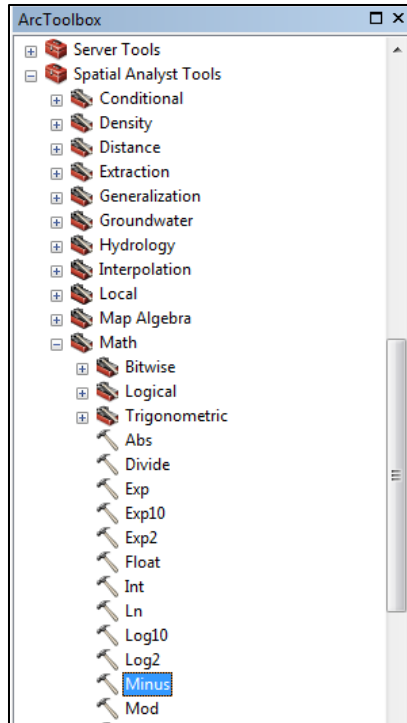 ArcToolbox
Server Tools
Spatial Analyst Tools
Conditional
Density
Distance
Extraction
Generalization
Groundwater
Hydrology
Interpolation
Local
Map Algebra
Math
Bitwise
Logical
Trigonometric
Abs
Divide
Exp
Exp10
Exp2
Float
Int
Ln
Log10
Log2
Minus
Mod